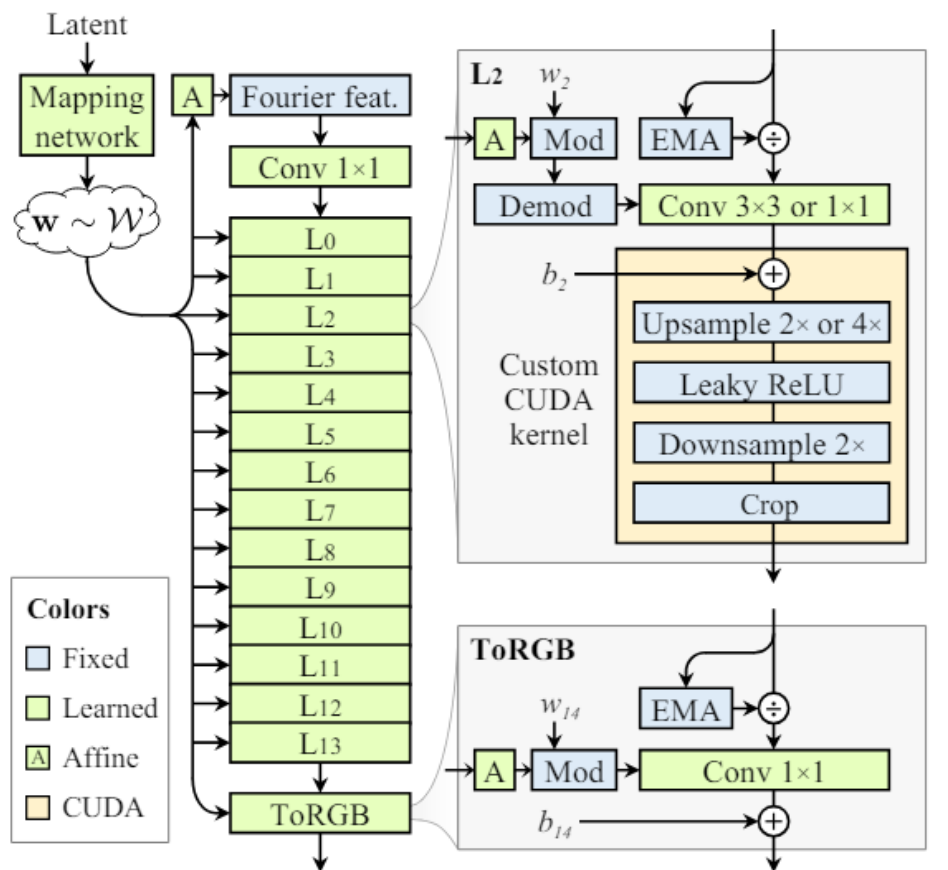 Latent
Mapping
network
w ~ W
A
Fourier feat.
Conv 1×1
L0
L1
L2
L3
L4
L5
L6
L7
L8
L9
L10
L11
L12
L13
ToRGB
Colors
Fixed
Learned
A Affine
CUDA
L2
w2
A
Mod
EMA
÷
Demod
Conv 3×3 or 1×1
b2
+
Upsample 2× or 4×
Leaky ReLU
Downsample 2×
Crop
Custom
CUDA
kernel
ToRGB
w14
EMA
÷
A
Mod
Conv 1×1
b14
+